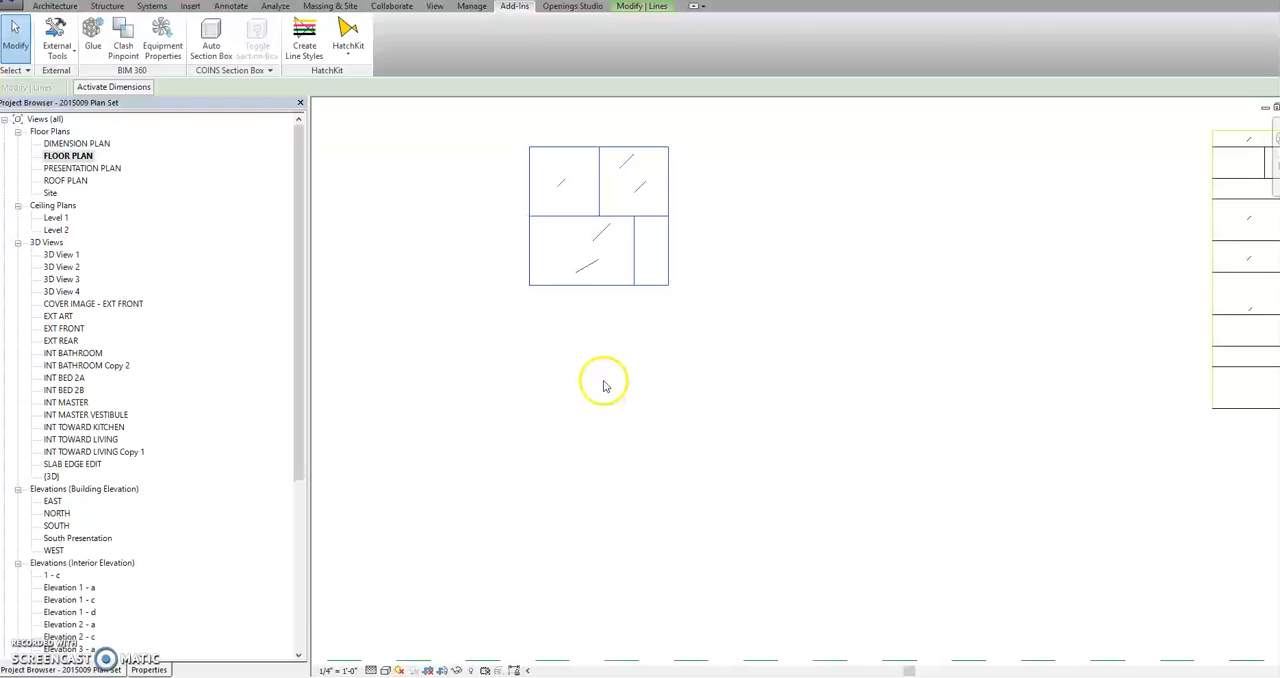 Architecture Structure Systems Insert Annotate Analyze Massing & Site Collaborate View Manage Add-Ins Openings Studio Modify | Lines
Modify External Tools Glue Clash Pinpoint Equipment Properties Auto Section Box Toggle Section Box Create Line Styles HatchKit
Select External BIM 360 COINS Section Box HatchKit
Modify | Lines Activate Dimensions
Project Browser - 2015009 Plan Set
Views (all)
Floor Plans
DIMENSION PLAN
FLOOR PLAN
PRESENTATION PLAN
ROOF PLAN
Site
Ceiling Plans
Level 1
Level 2
3D Views
3D View 1
3D View 2
3D View 3
3D View 4
COVER IMAGE - EXT FRONT
EXT ART
EXT FRONT
EXT REAR
INT BATHROOM
INT BATHROOM Copy 2
INT BED 2A
INT BED 2B
INT MASTER
INT MASTER VESTIBULE
INT TOWARD KITCHEN
INT TOWARD LIVING
INT TOWARD LIVING Copy 1
SLAB EDGE EDIT
{3D}
Elevations (Building Elevation)
EAST
NORTH
SOUTH
South Presentation
WEST
Elevations (Interior Elevation)
1 - c
Elevation 1 - a
Elevation 1 - c
Elevation 1 - d
Elevation 2 - a
Elevation 2 - c
Elevation 3 - a
RECORDED WITH
SCREENCAST MATIC
Project Browser - 2015009 Plan Set Properties 1/4" = 1'-0"